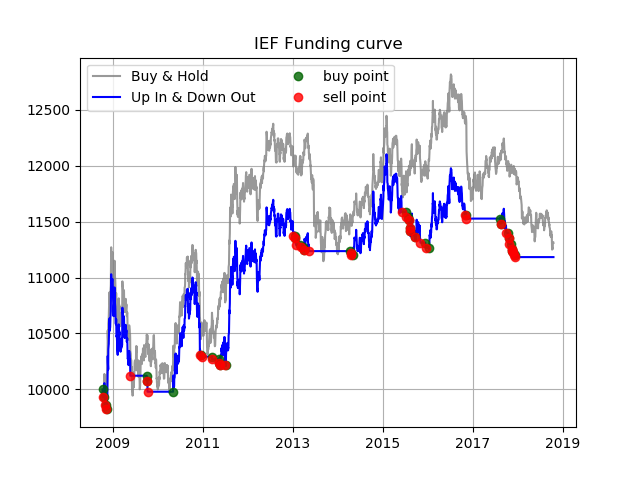 IEF Funding curve
Buy & Hold
Up In & Down Out
buy point
sell point
12500
12000
11500
11000
10500
10000
2009 2011 2013 2015 2017 2019